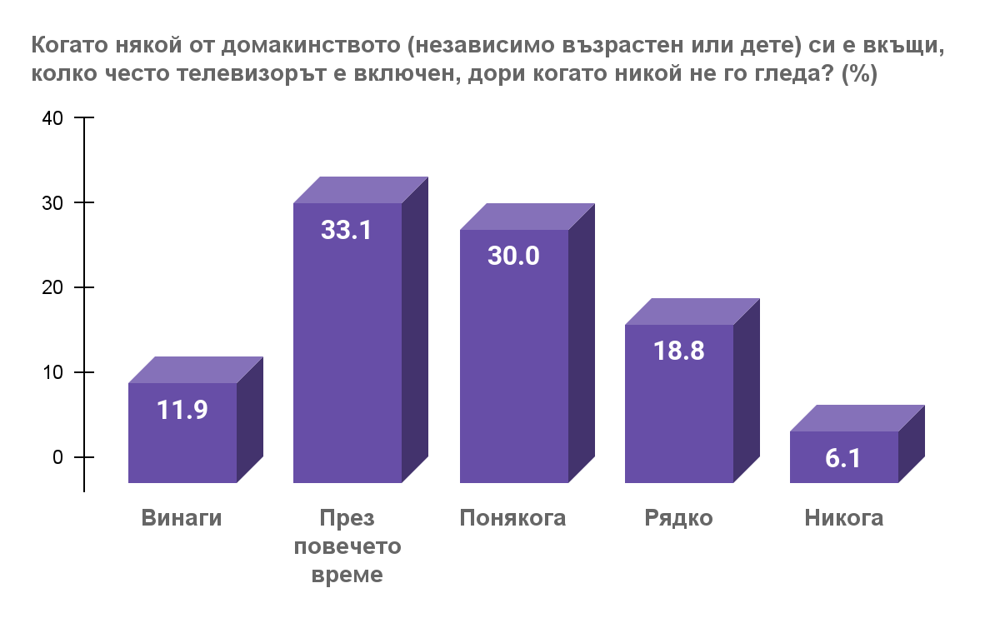 Когато някой от домакинството (независимо възрастен или дете) си е вкъщи,
колко често телевизорът е включен, дори когато никой не го гледа? (%)
40
30
20
10
0
11.9
33.1
30.0
18.8
6.1
Винаги
През
повечето
време
Понякога
Рядко
Никога